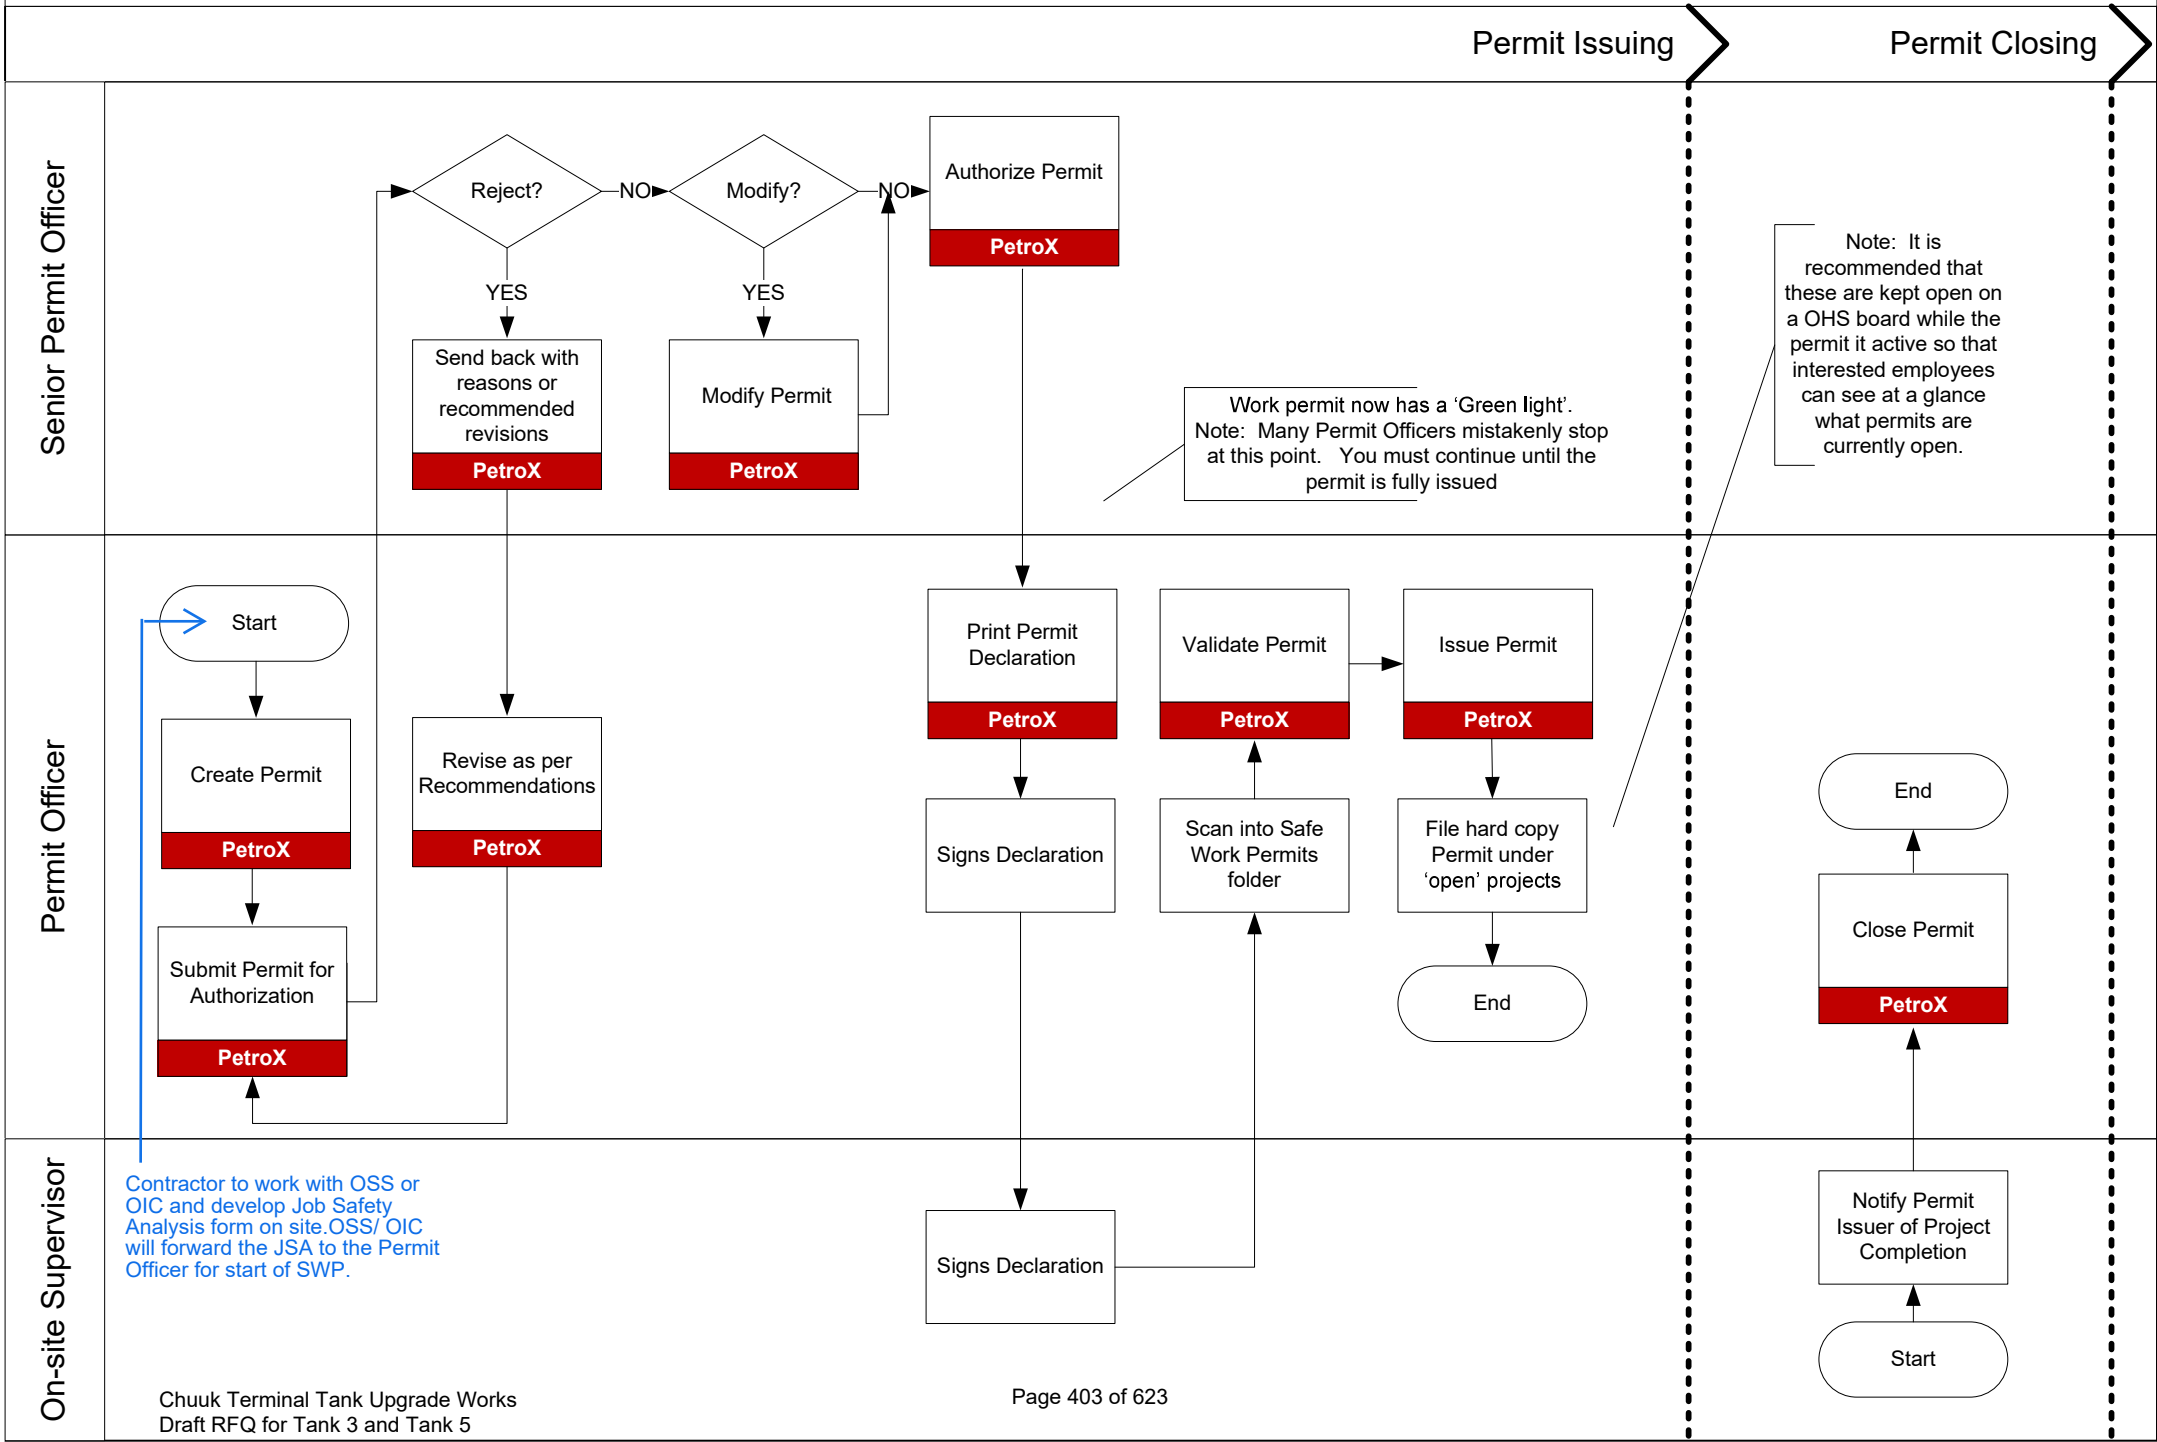 Permit Issuing
Permit Closing
Senior Permit Officer
Reject?
NO
Modify?
NO
Authorize Permit
PetroX
YES
YES
Send back with
reasons or
recommended
revisions
PetroX
Modify Permit
PetroX
Work permit now has a ‘Green light’.
Note: Many Permit Officers mistakenly stop
at this point. You must continue until the
permit is fully issued
Note: It is
recommended that
these are kept open on
a OHS board while the
permit it active so that
interested employees
can see at a glance
what permits are
currently open.
Permit Officer
Start
Create Permit
PetroX
Submit Permit for
Authorization
PetroX
Revise as per
Recommendations
PetroX
Print Permit
Declaration
PetroX
Signs Declaration
Validate Permit
PetroX
Scan into Safe
Work Permits
folder
Issue Permit
PetroX
File hard copy
Permit under
‘open’ projects
End
End
Close Permit
PetroX
On-site Supervisor
Contractor to work with OSS or
OIC and develop Job Safety
Analysis form on site.OSS/ OIC
will forward the JSA to the Permit
Officer for start of SWP.
Signs Declaration
Notify Permit
Issuer of Project
Completion
Start
Chuuk Terminal Tank Upgrade Works
Draft RFQ for Tank 3 and Tank 5
Page 403 of 623